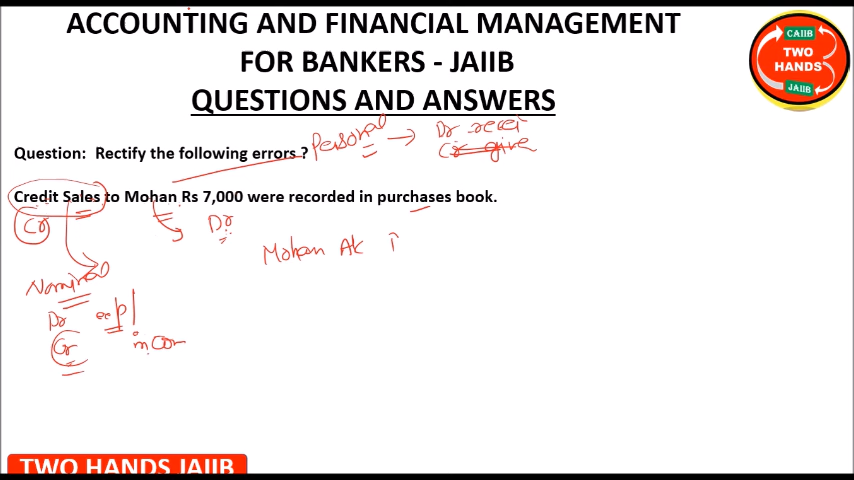 ACCOUNTING AND FINANCIAL MANAGEMENT
FOR BANKERS - JAIIB
QUESTIONS AND ANSWERS
CAIIB
TWO
HANDS
JAIIB
Personal → Dr recei
Cr give
Question: Rectify the following errors ?
Credit Sales to Mohan Rs 7,000 were recorded in purchases book.
Cr
Dr
Mohan
Nominal
Dr
Cr
TWO HANDS JAIIB